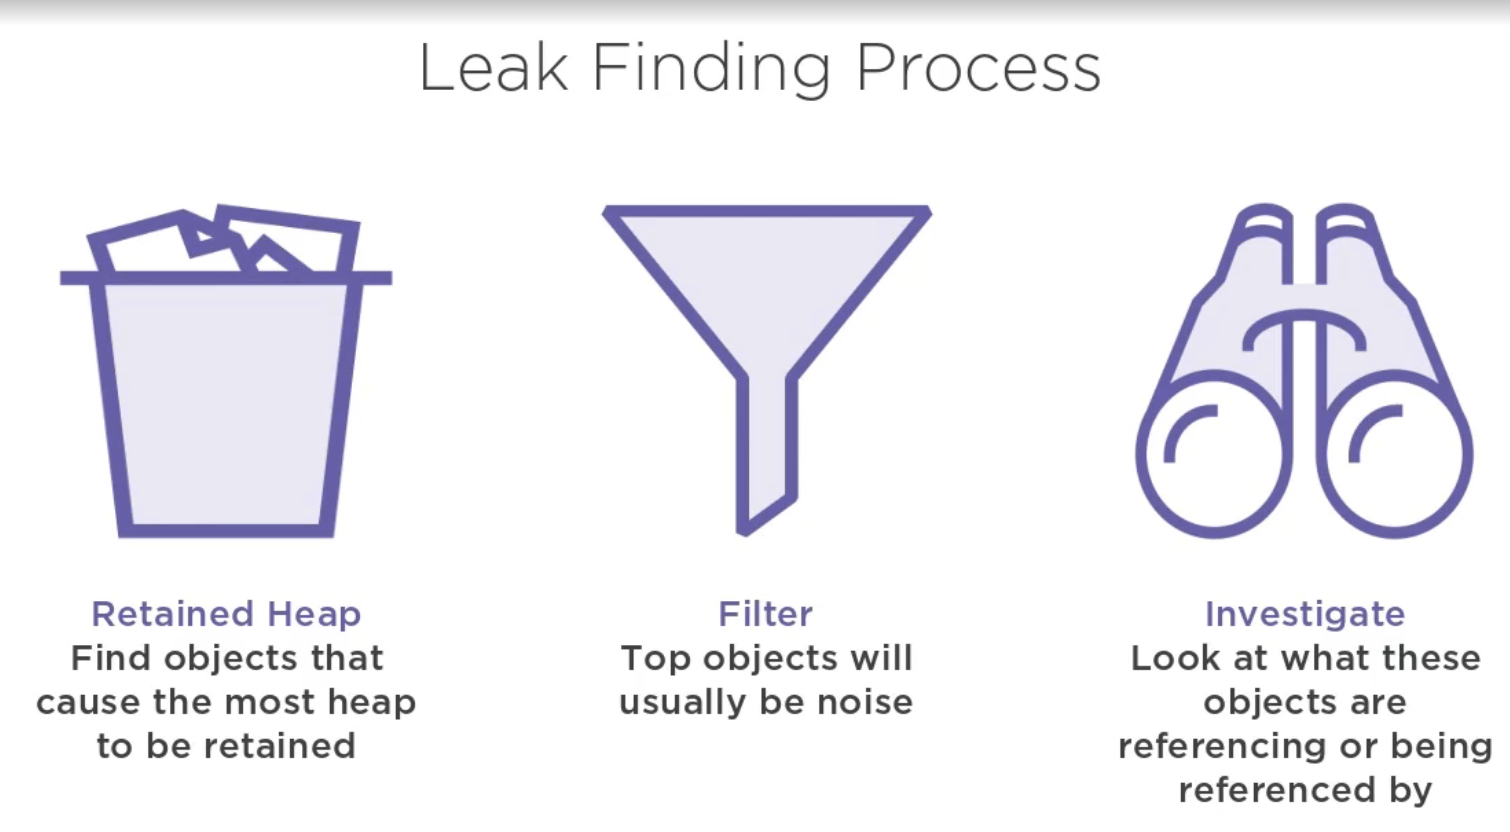 Leak Finding Process
Retained Heap
Find objects that
cause the most heap
to be retained
Filter
Top objects will
usually be noise
Investigate
Look at what these
objects are
referencing or being
referenced by